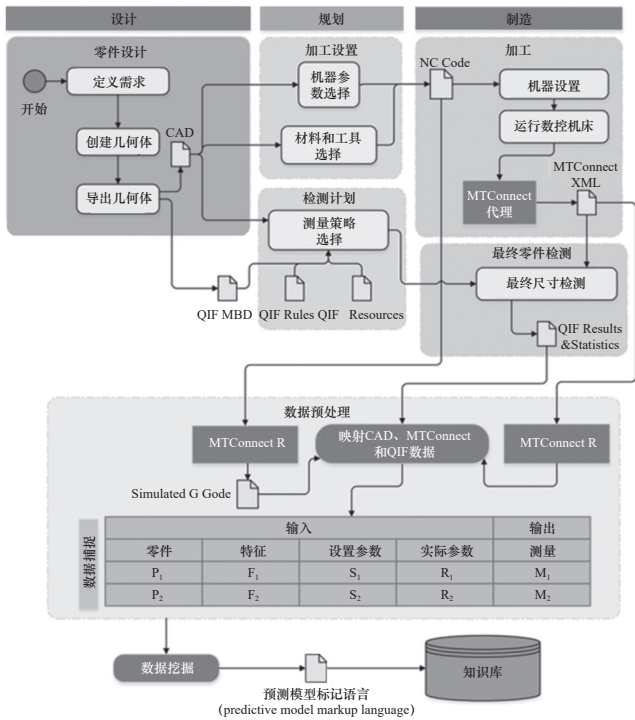 设计
规划
制造
零件设计
开始
定义需求
创建几何体
导出几何体
CAD
加工设置
机器参
数选择
材料和工具
选择
NC Code
加工
机器设置
运行数控机床
MTConnect
代理
MTConnect
XML
检测计划
测量策略
选择
QIF MBD
QIF Rules QIF
Resources
最终零件检测
最终尺寸检测
QIF Results
&Statistics
数据预处理
MTConnect R
映射CAD、MTConnect
和QIF数据
MTConnect R
Simulated G Gode
数据捕捉
输入 输出
零件 特征 设置参数 实际参数 测量
P₁ F₁ S₁ R₁ M₁
P₂ F₂ S₂ R₂ M₂
数据挖掘
预测模型标记语言
(predictive model markup language)
知识库